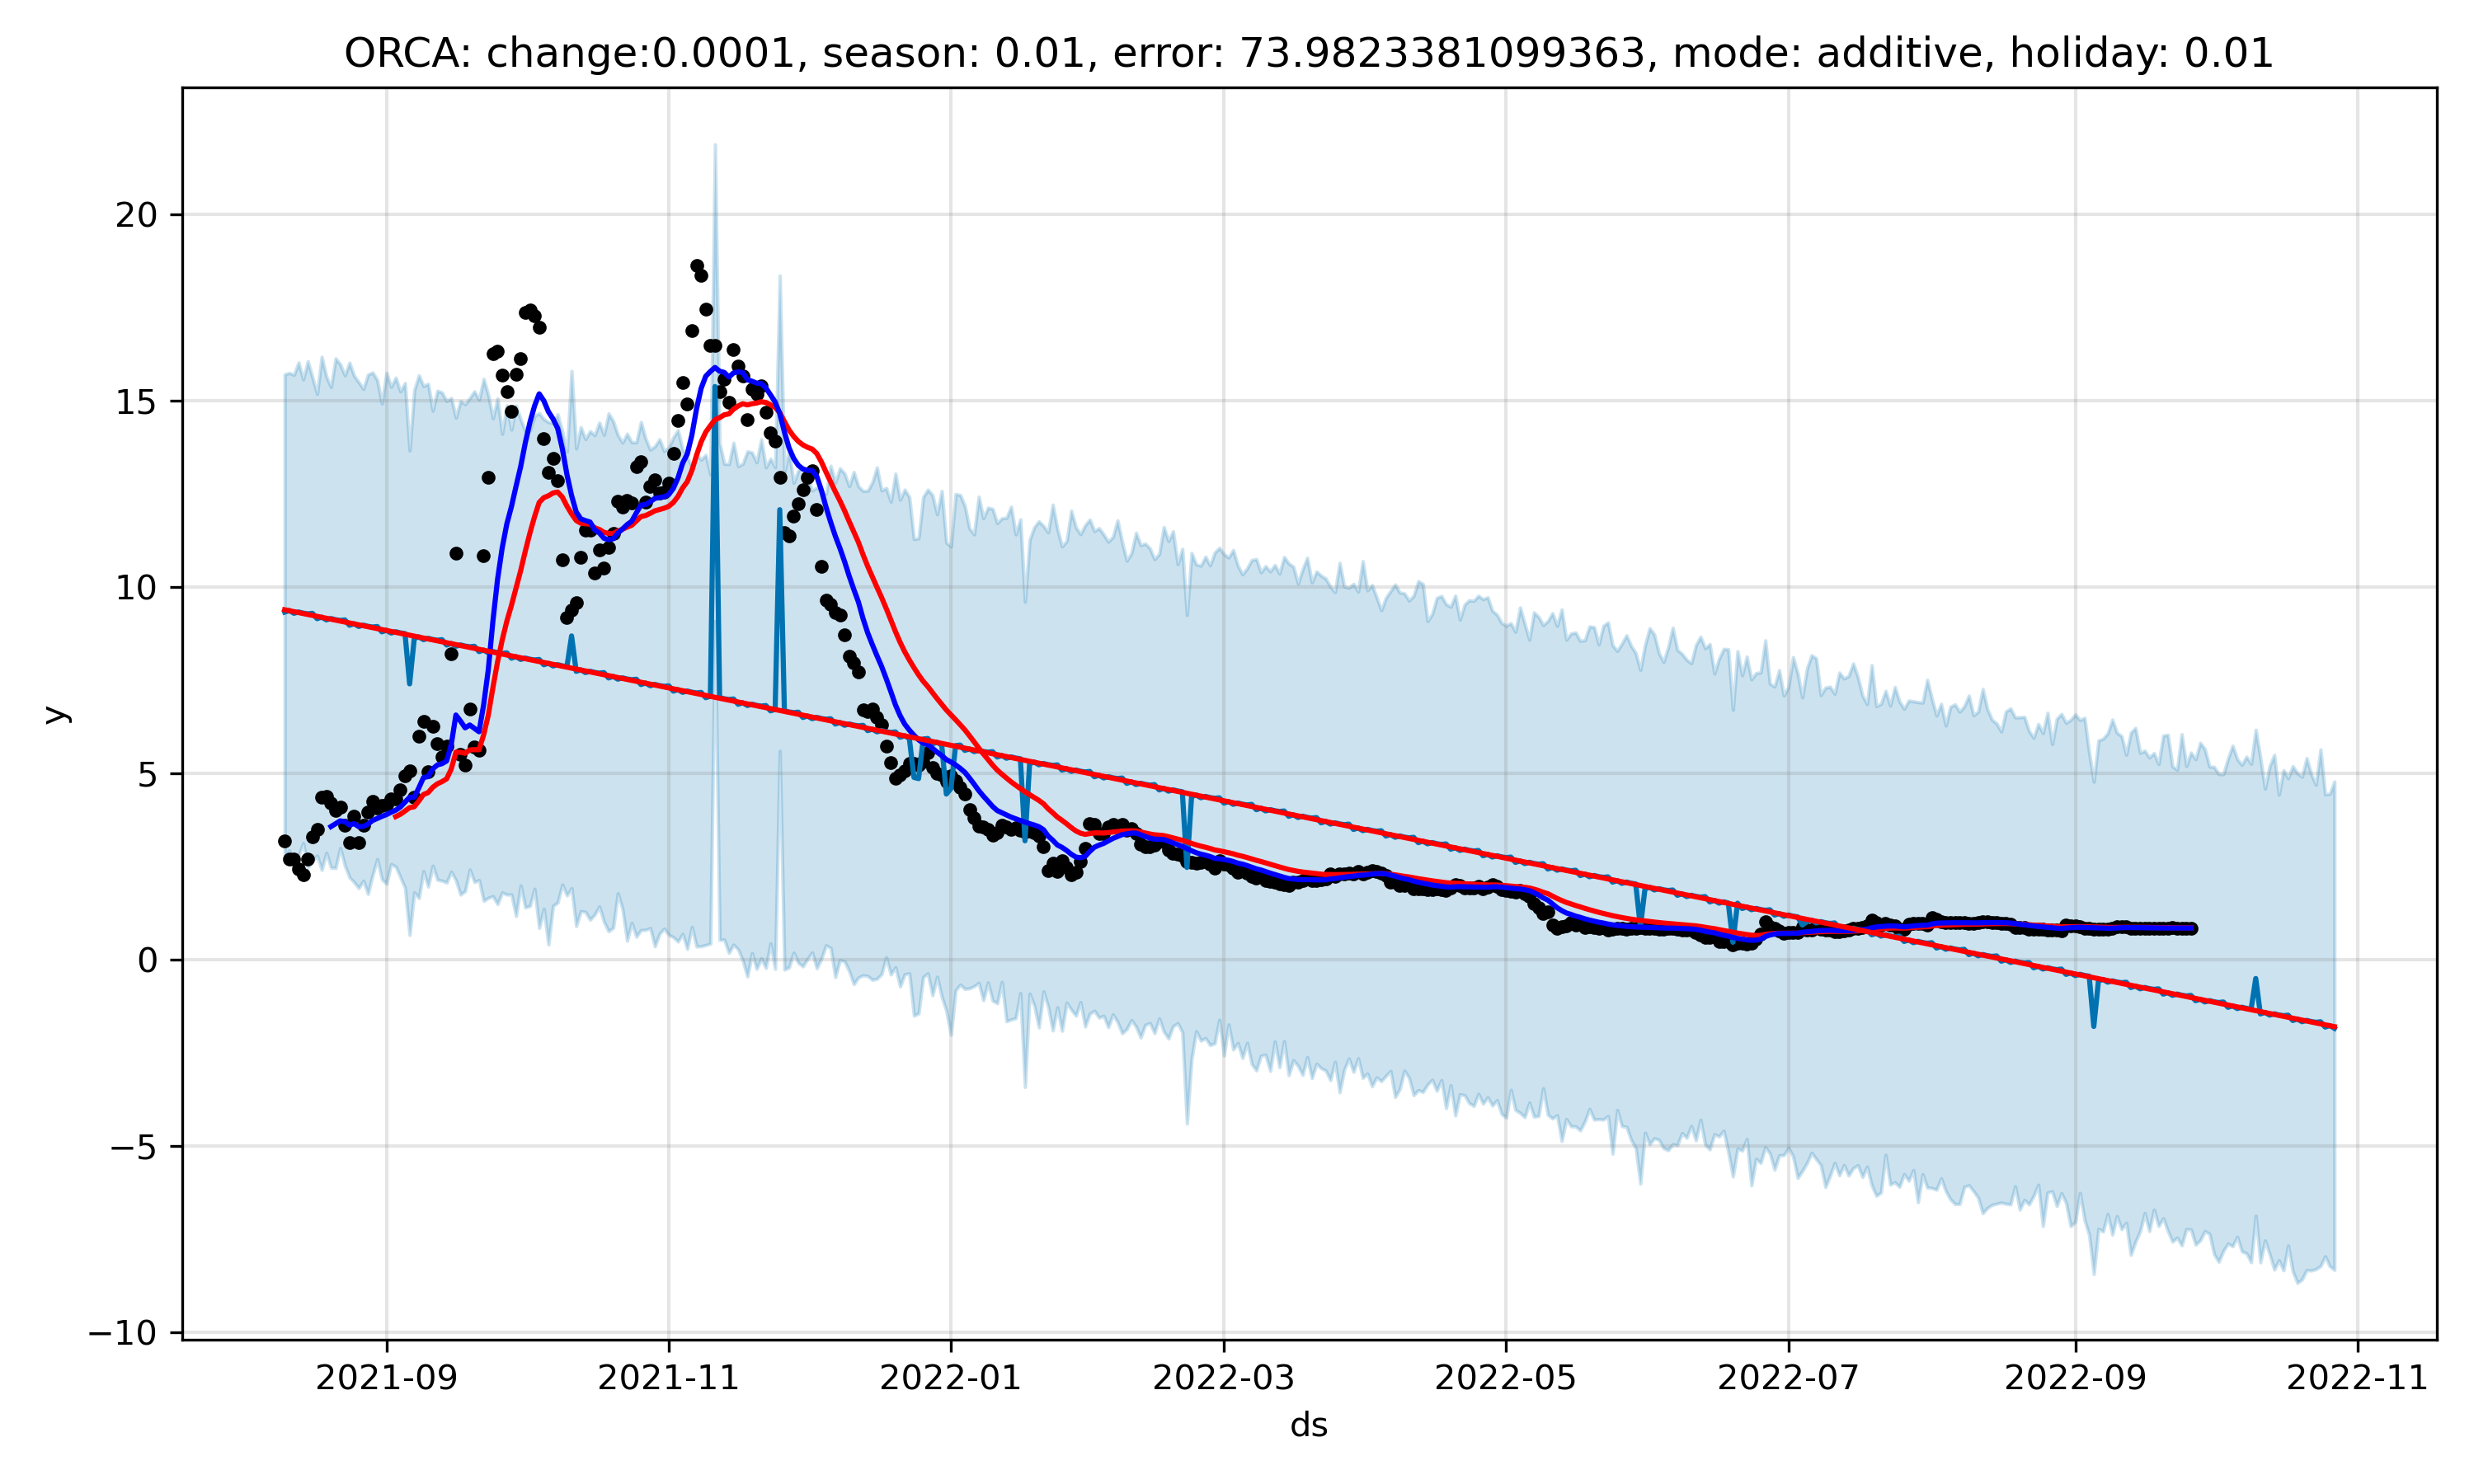 ORCA: change:0.0001, season: 0.01, error: 73.9823381099363, mode: additive, holiday: 0.01
y
20
15
10
5
0
−5
−10
2021-09 2021-11 2022-01 2022-03 2022-05 2022-07 2022-09 2022-11
ds